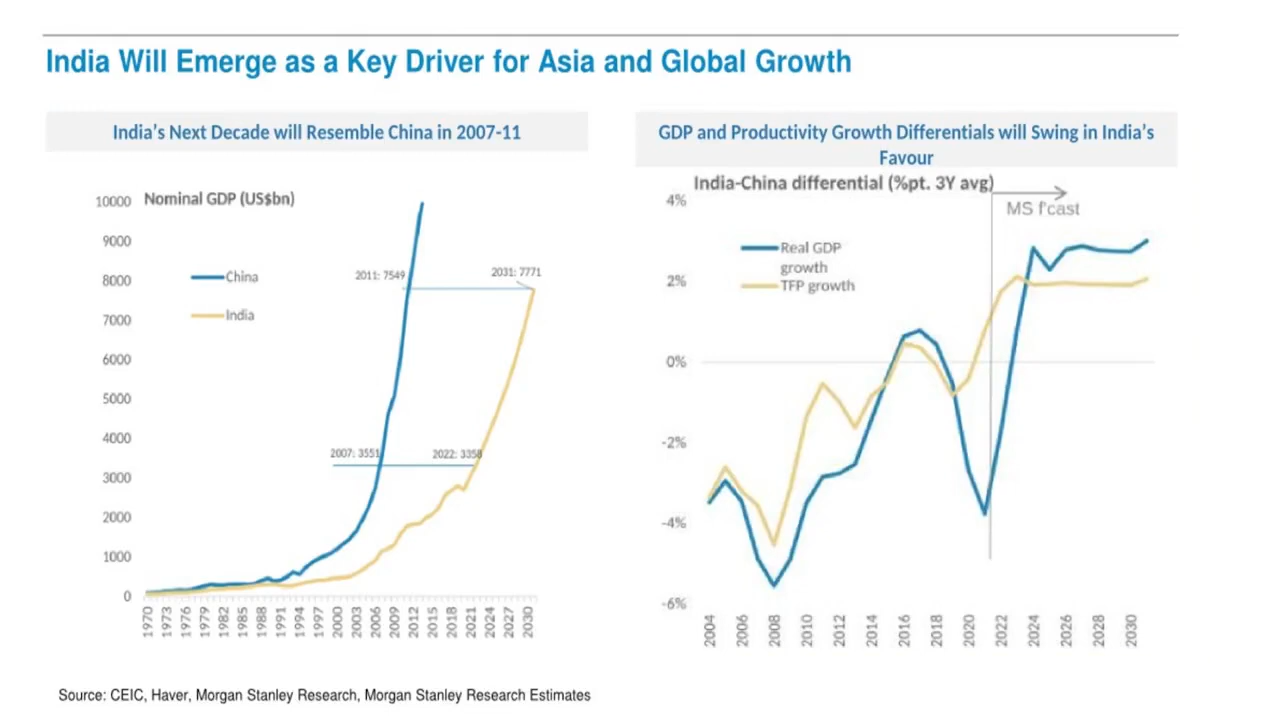 India Will Emerge as a Key Driver for Asia and Global Growth
India's Next Decade will Resemble China in 2007-11
Nominal GDP (US$bn)
10000
9000
8000
7000
6000
5000
4000
3000
2000
1000
0
China
India
2011: 7549
2031: 7771
2007: 3551
2022: 3358
1970 1973 1976 1979 1982 1985 1988 1991 1994 1997 2000 2003 2006 2009 2012 2015 2018 2021 2024 2027 2030
GDP and Productivity Growth Differentials will Swing in India's
Favour
India-China differential (%pt. 3Y avg)
MS f'cast
4%
2%
0%
-2%
-4%
-6%
Real GDP
growth
TFP growth
2004 2006 2008 2010 2012 2014 2016 2018 2020 2022 2024 2026 2028 2030
Source: CEIC, Haver, Morgan Stanley Research, Morgan Stanley Research Estimates